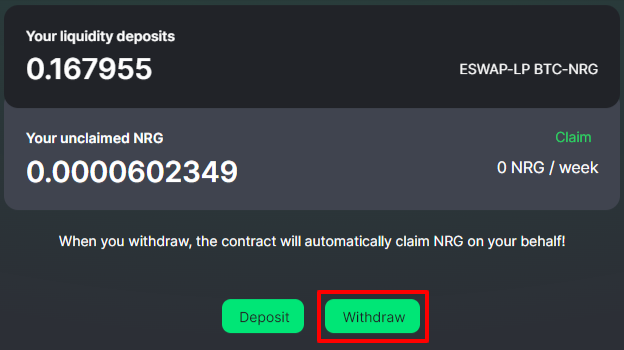 Your liquidity deposits
0.167955
ESWAP-LP BTC-NRG
Your unclaimed NRG
Claim
0.0000602349
0 NRG / week
When you withdraw, the contract will automatically claim NRG on your behalf!
Deposit
Withdraw